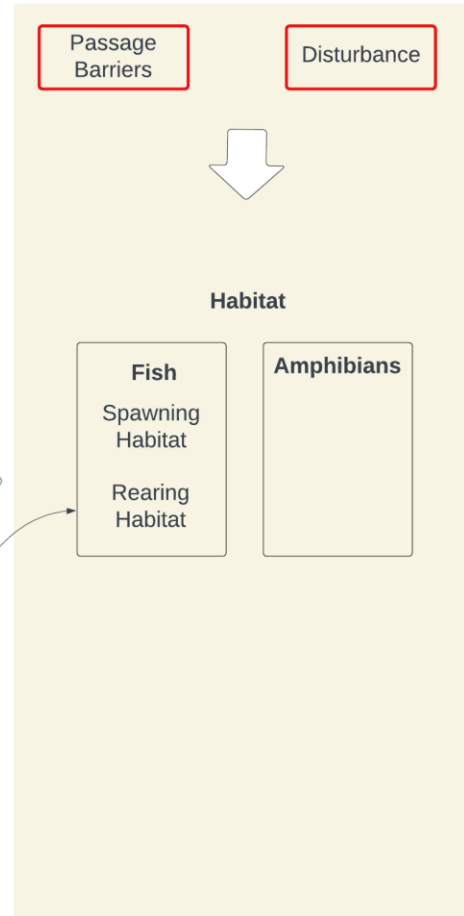 Passage
Barriers
Disturbance
Habitat
Fish
Spawning
Habitat
Rearing
Habitat
Amphibians